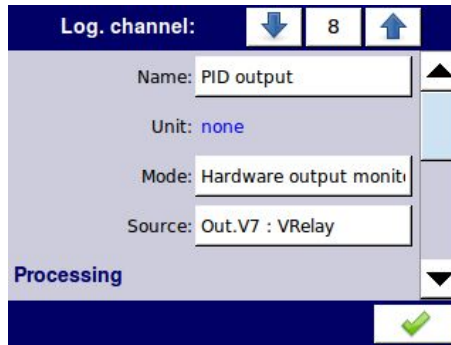 Log. channel: 8
Name: PID output
Unit: none
Mode: Hardware output monit
Source: Out.V7 : VRelay
Processing